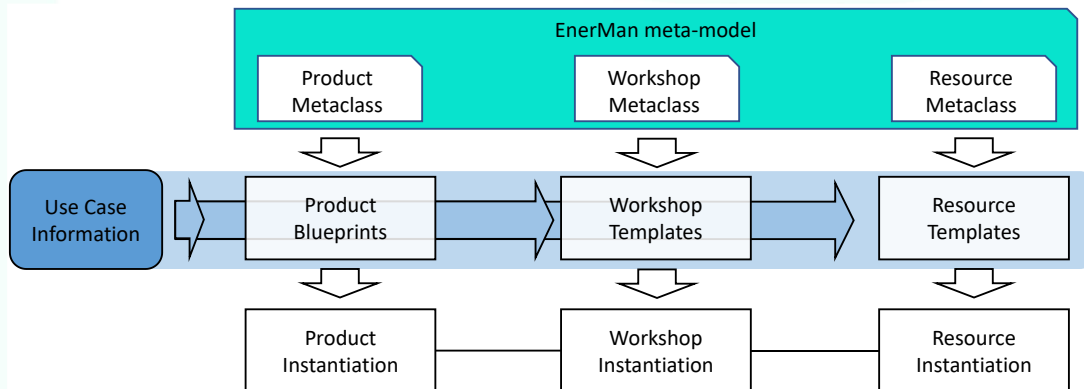 EnerMan meta-model
Product
Metaclass
Workshop
Metaclass
Resource
Metaclass
Use Case
Information
Product
Blueprints
Workshop
Templates
Resource
Templates
Product
Instantiation
Workshop
Instantiation
Resource
Instantiation